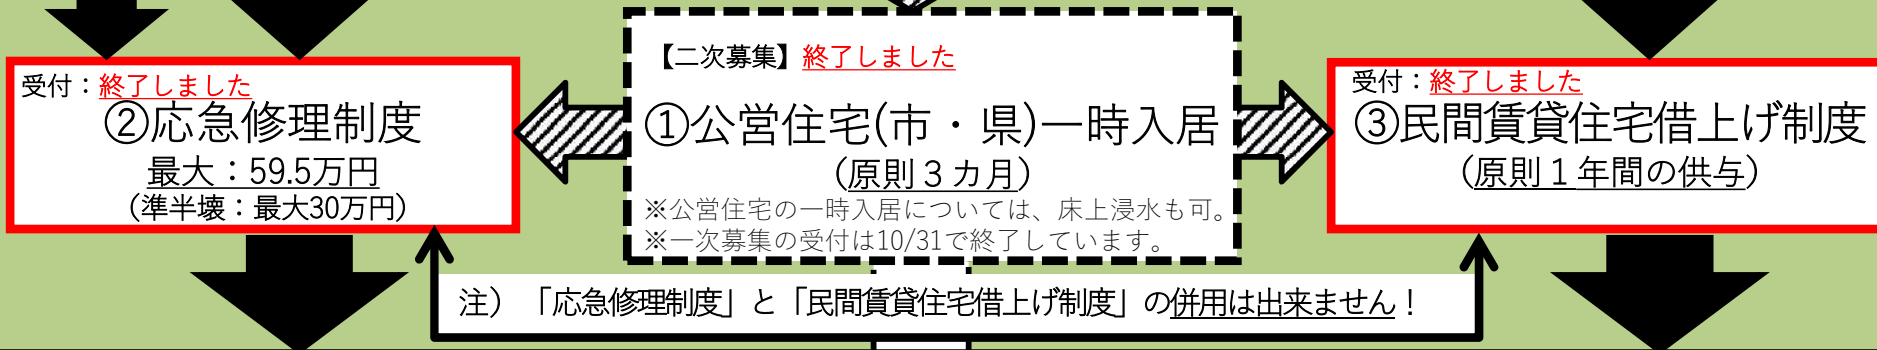 受付：終了しました
②応急修理制度
最大：59.5万円
（準半壊：最大30万円）
【二次募集】終了しました
①公営住宅(市・県)一時入居
（原則３カ月）
※公営住宅の一時入居については、床上浸水も可。
※一次募集の受付は10/31で終了しています。
受付：終了しました
③民間賃貸住宅借上げ制度
（原則１年間の供与）
注）「応急修理制度」と「民間賃貸住宅借上げ制度」の併用は出来ません！